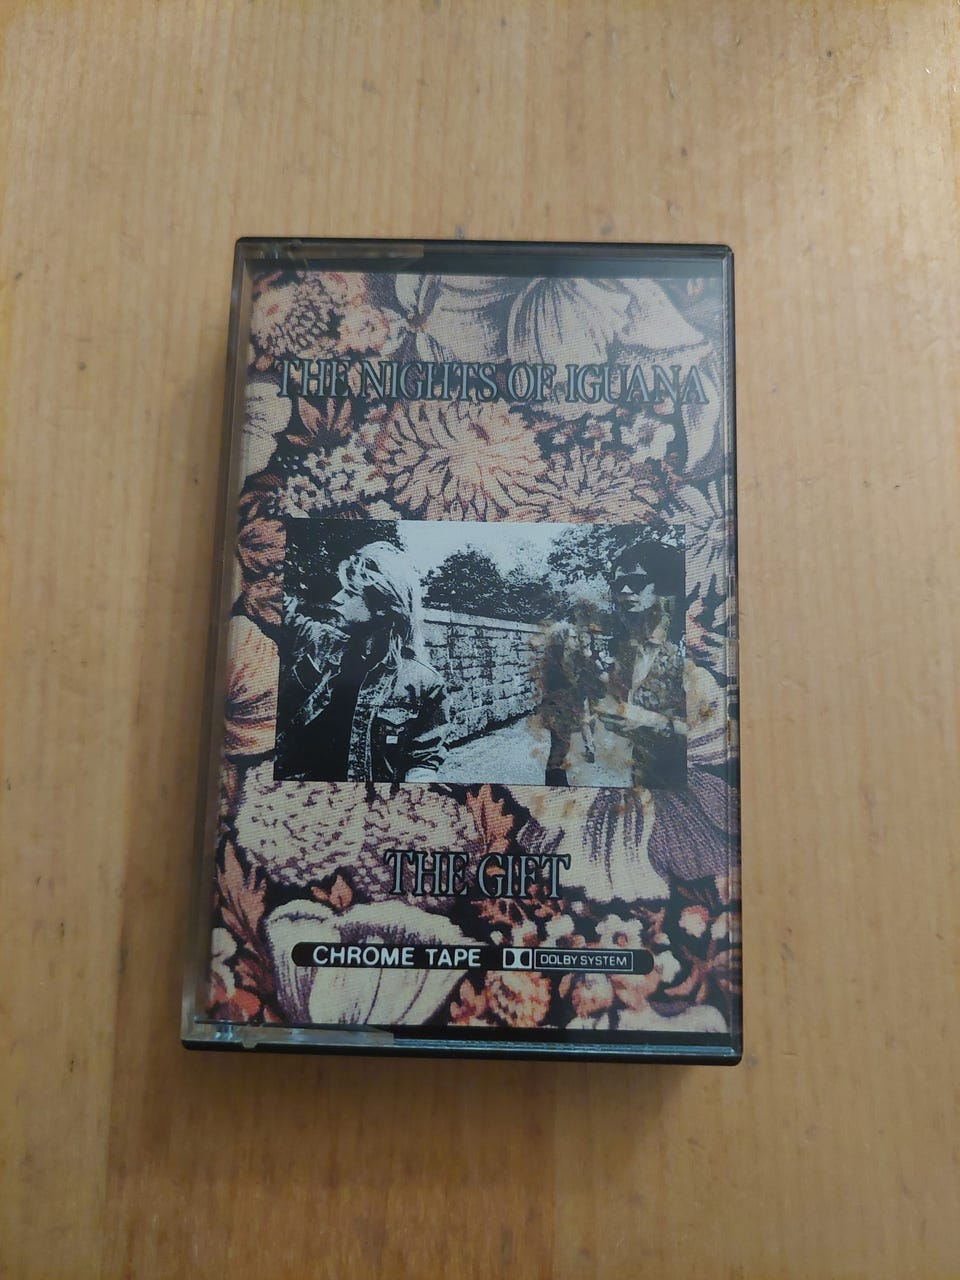 THE NIGHTS OF IGUANA
THE GIFT
CHROME TAPE DOLBY SYSTEM